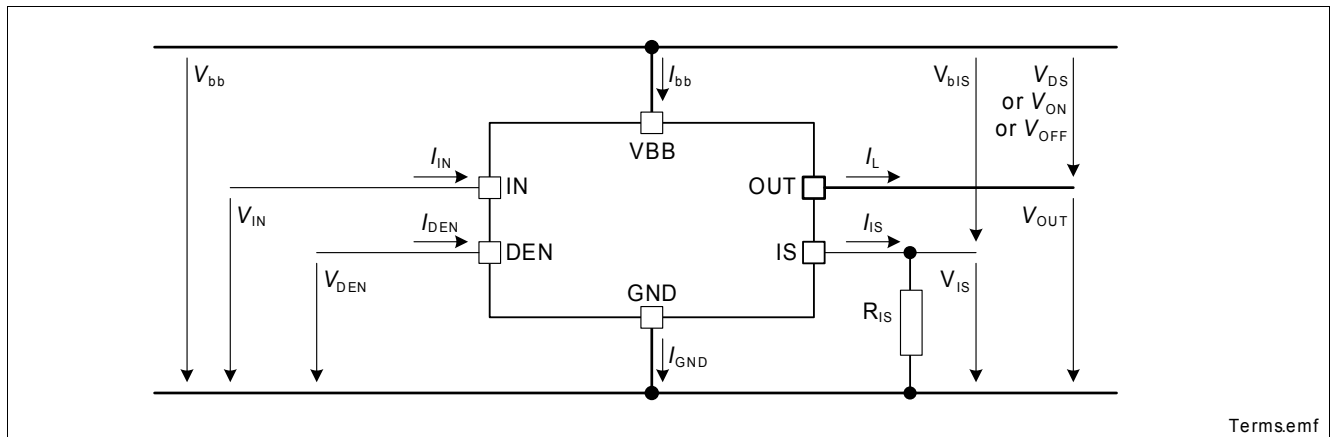 V_bb
I_bb
V_bIS
V_DS
or V_ON
or V_OFF
VBB
I_IN
IN
OUT
I_L
V_IN
I_DEN
DEN
IS
I_IS
V_OUT
V_DEN
GND
V_IS
R_IS
I_GND
Terms.emf